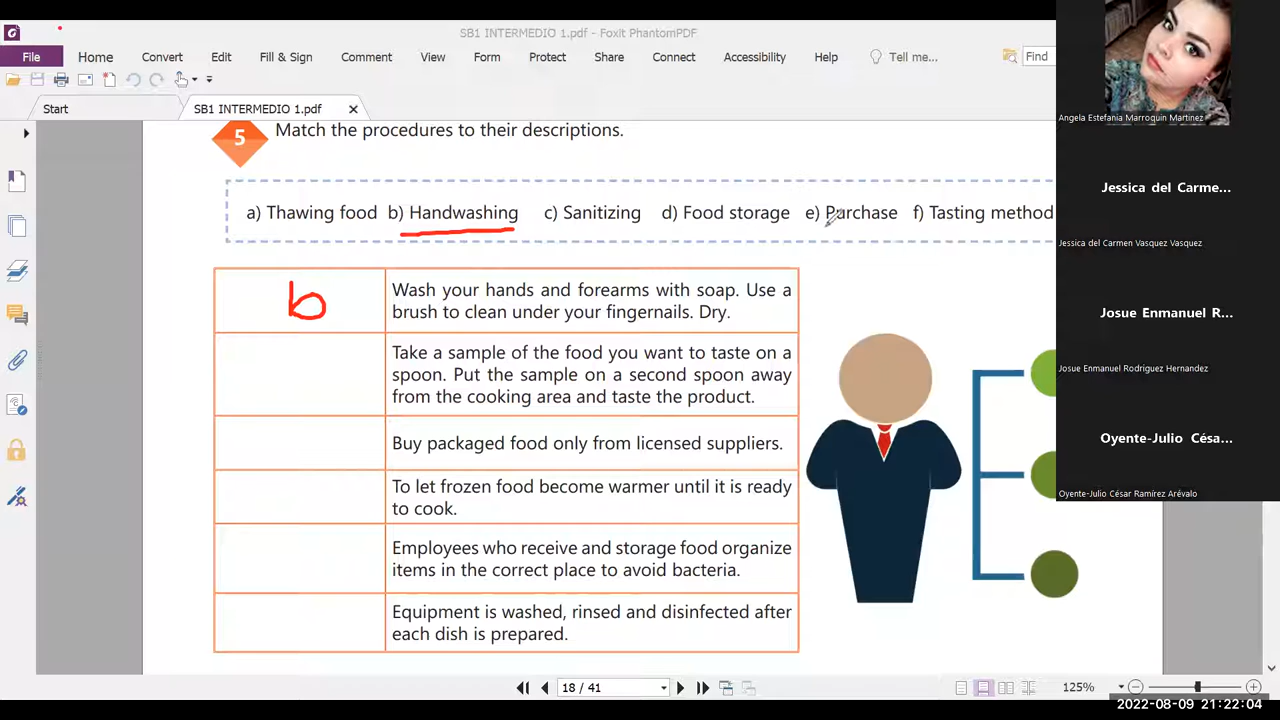 SB1 INTERMEDIO 1.pdf - Foxit PhantomPDF
File Home Convert Edit Fill & Sign Comment View Form Protect Share Connect Accessibility Help Tell me... Find
Start SB1 INTERMEDIO 1.pdf
5 Match the procedures to their descriptions.
a) Thawing food b) Handwashing c) Sanitizing d) Food storage e) Purchase f) Tasting method
b
Wash your hands and forearms with soap. Use a
brush to clean under your fingernails. Dry.
Take a sample of the food you want to taste on a
spoon. Put the sample on a second spoon away
from the cooking area and taste the product.
Buy packaged food only from licensed suppliers.
To let frozen food become warmer until it is ready
to cook.
Employees who receive and storage food organize
items in the correct place to avoid bacteria.
Equipment is washed, rinsed and disinfected after
each dish is prepared.
Angela Estefania Marroquin Martinez
Jessica del Carme...
Jessica del Carmen Vasquez Vasquez
Josue Enmanuel R...
Josue Enmanuel Rodriguez Hernandez
Oyente-Julio Césa...
Oyente-Julio César Ramírez Arévalo
18 / 41
125%
2022-08-09 21:22:04